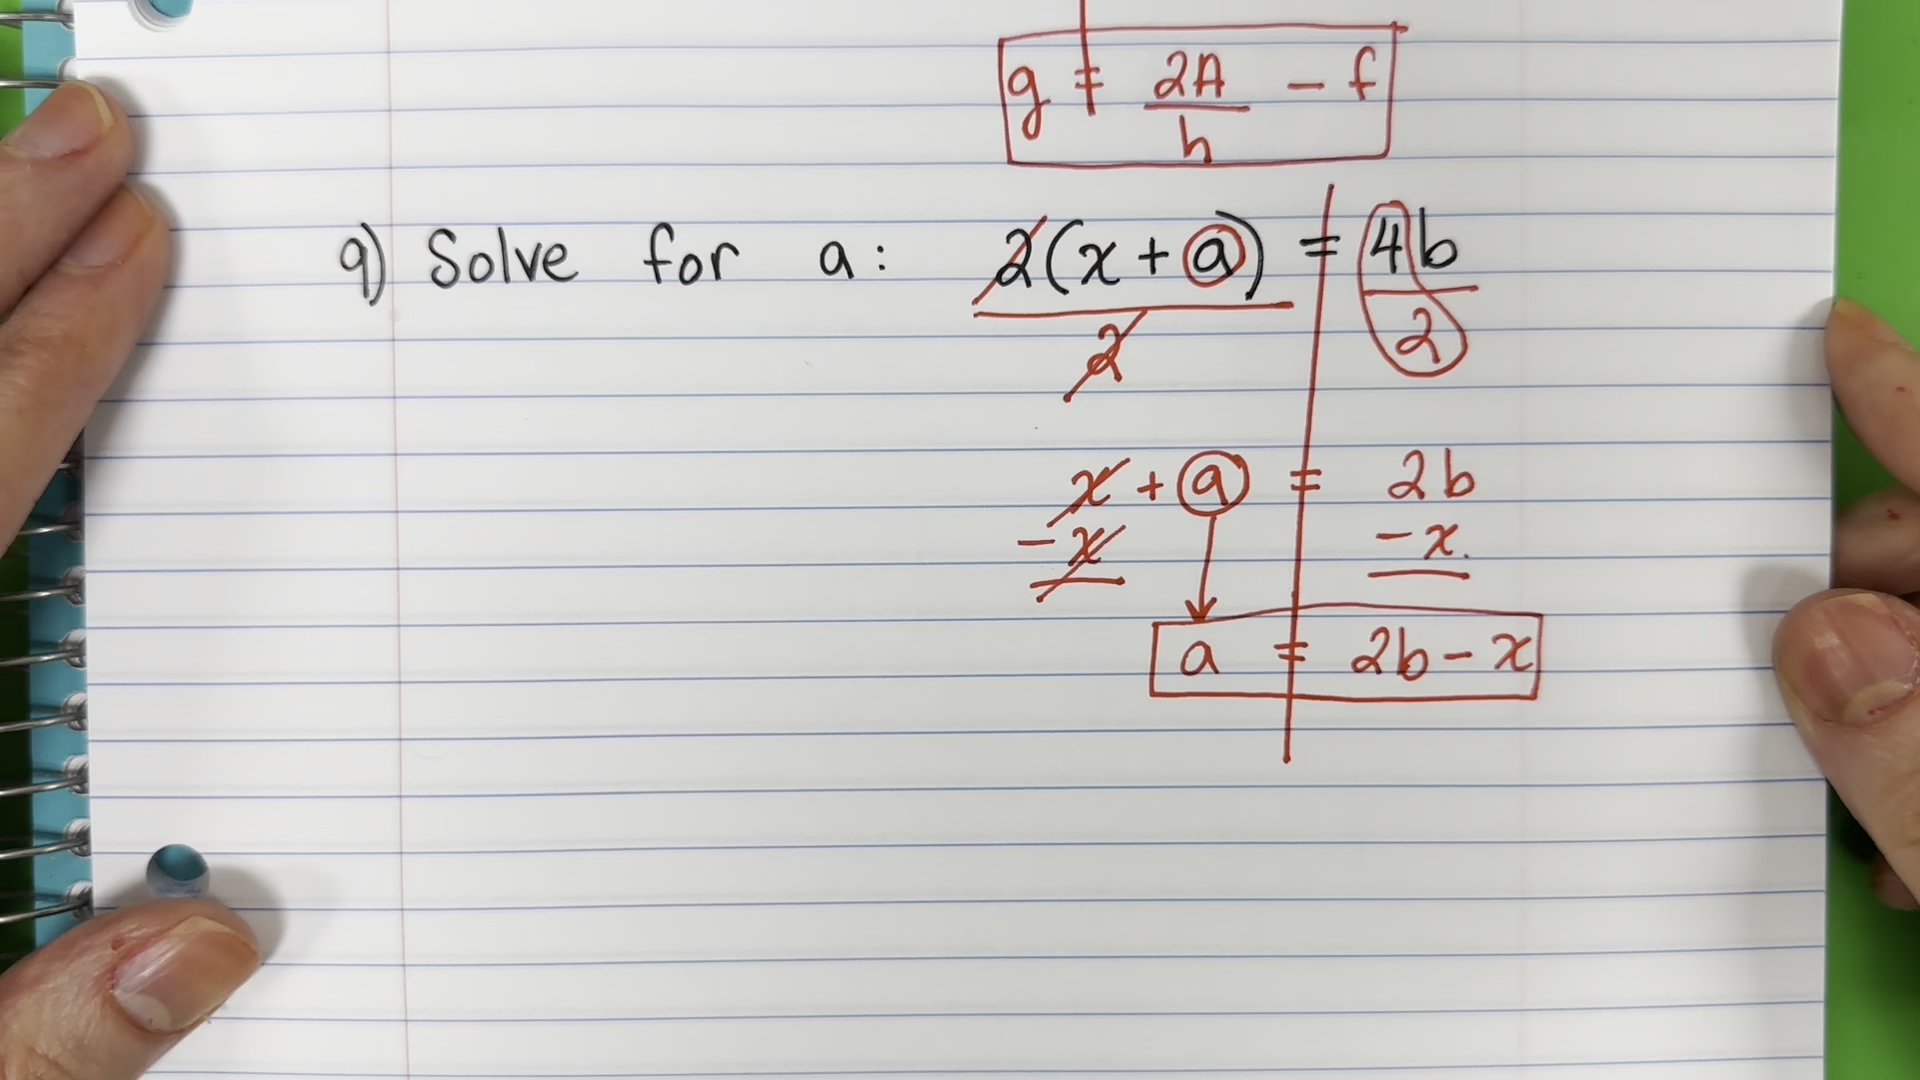 g = 2A/h - f
9) Solve for a: 2(x + a) = 4b
2 2
x + a = 2b
- x - x
a = 2b - x